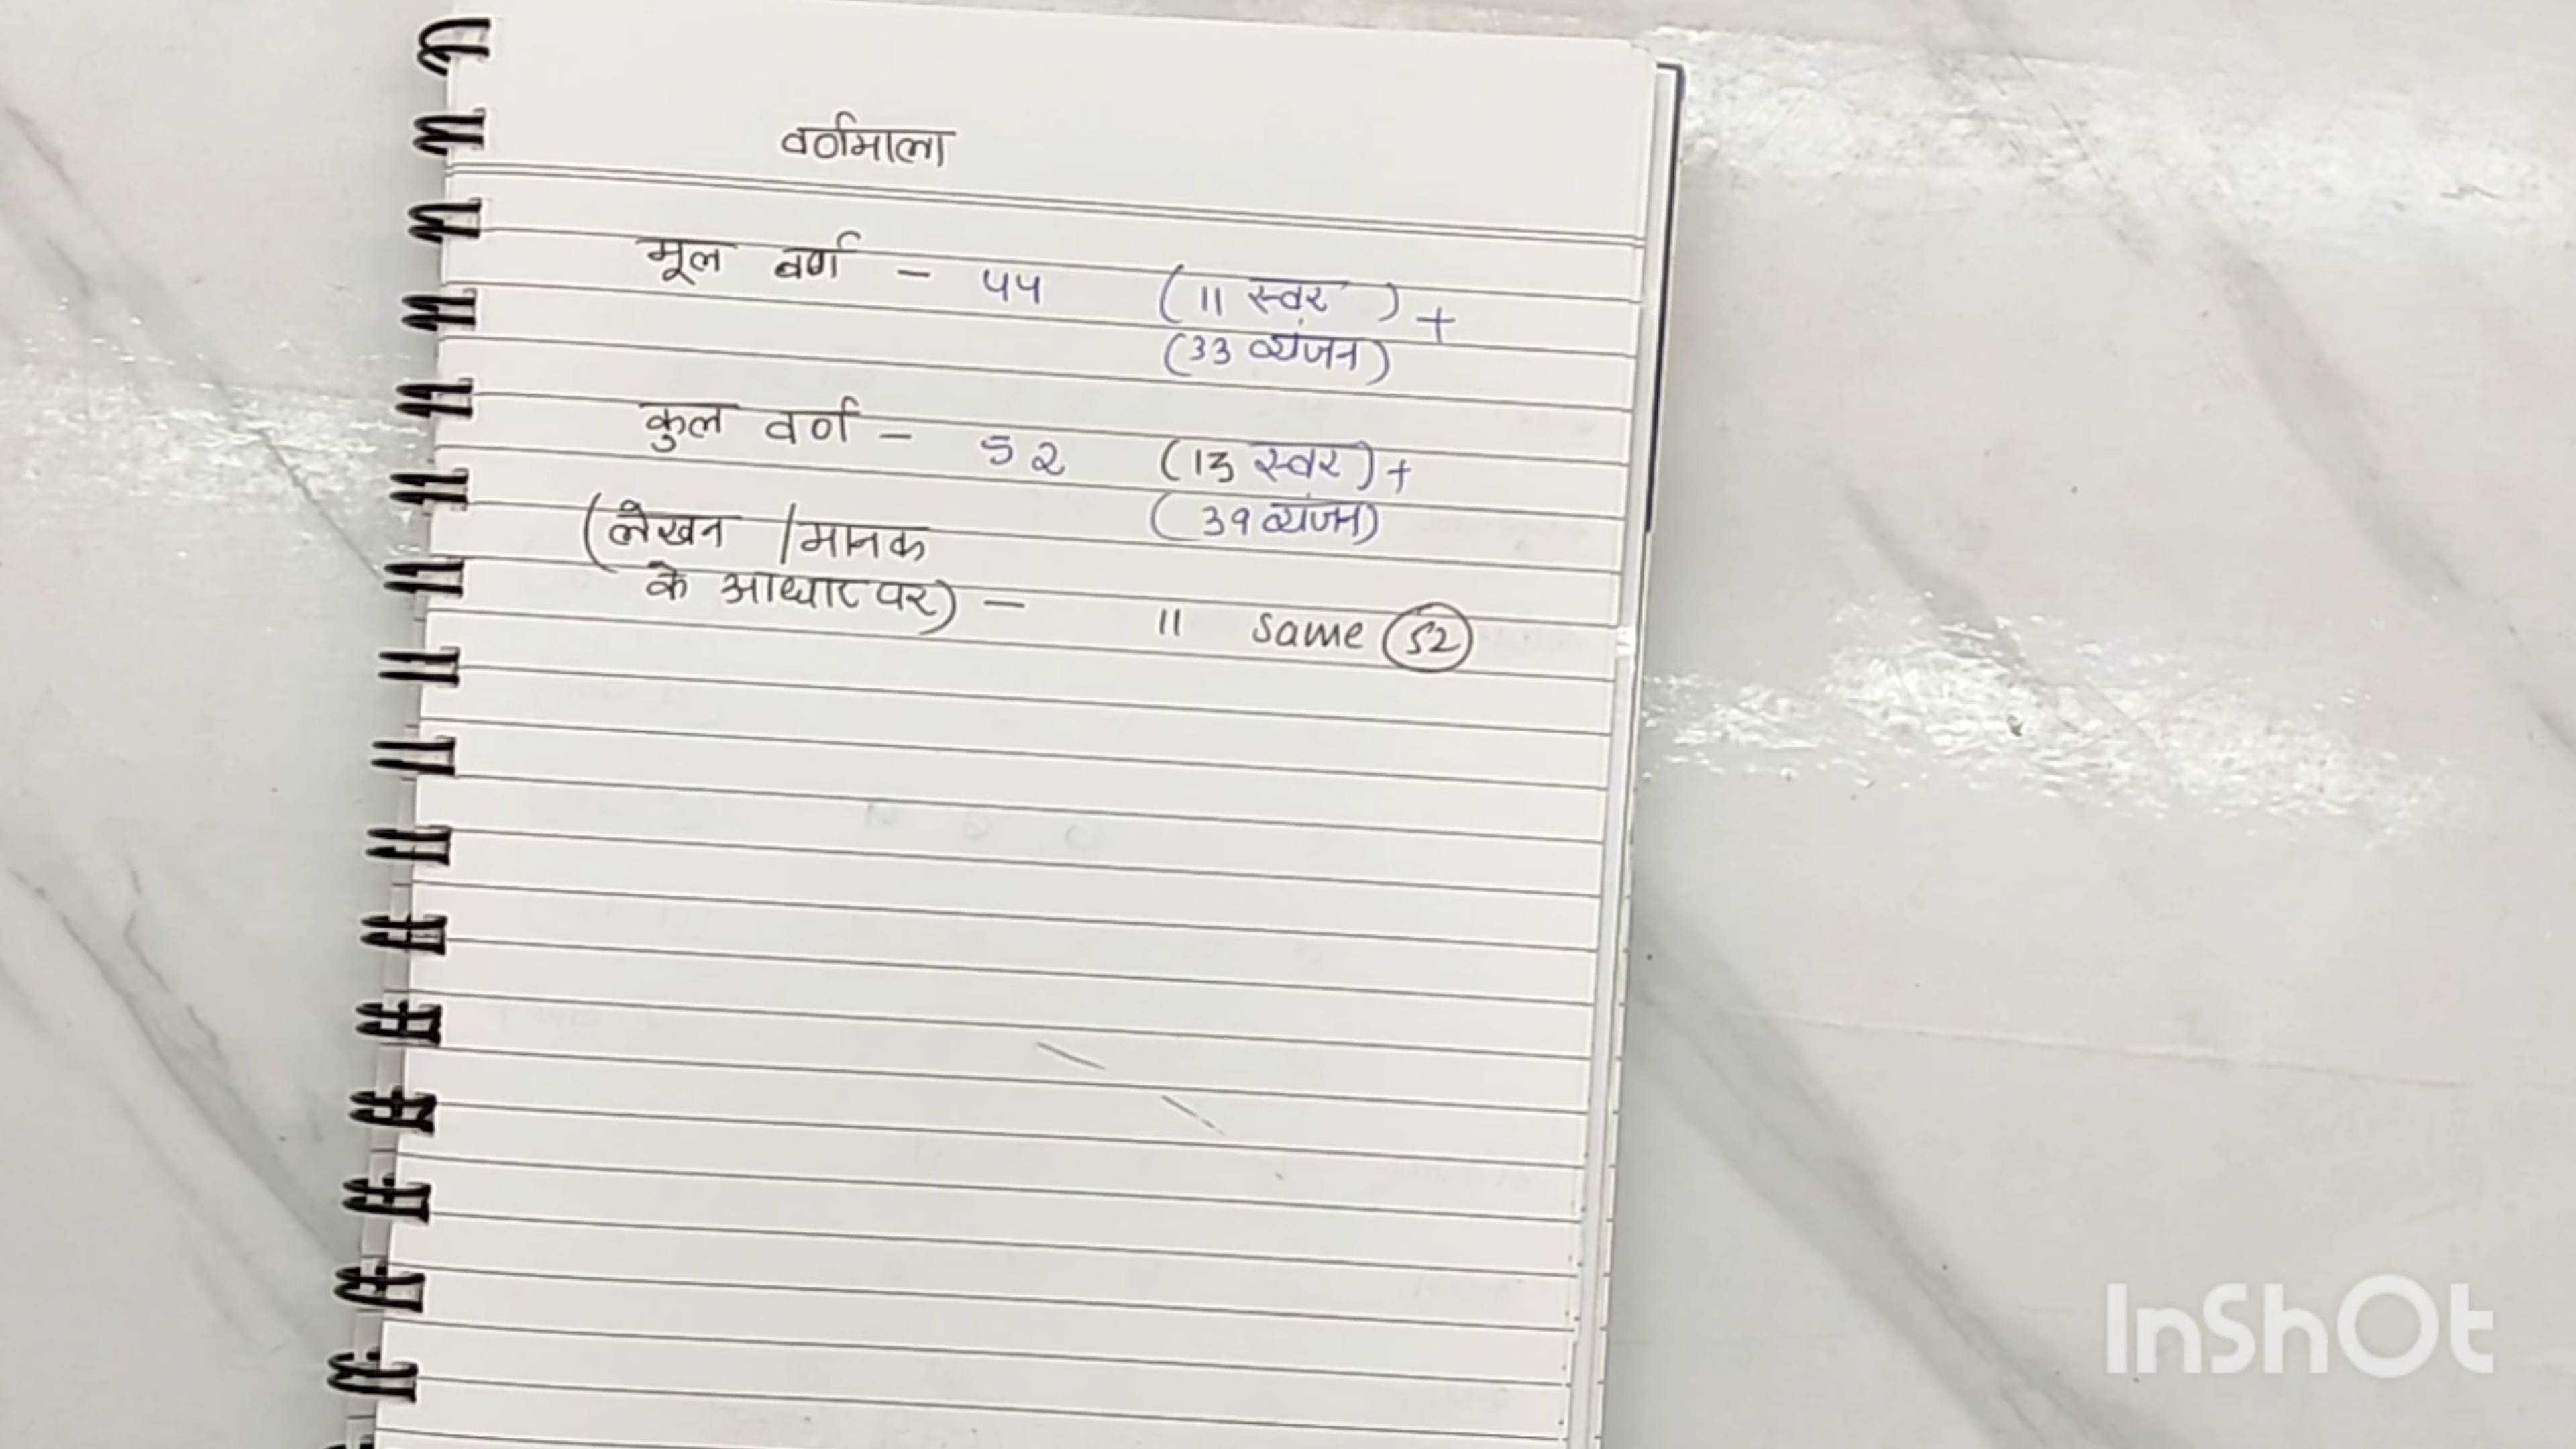 वर्णमाला
मूल वर्ण - 44 (11 स्वर) +
(33 व्यंजन)
कुल वर्ण - 52 (13 स्वर) +
(39 व्यंजन)
(लेखन / मानक
के आधार पर) - 11 same 52
InShOt